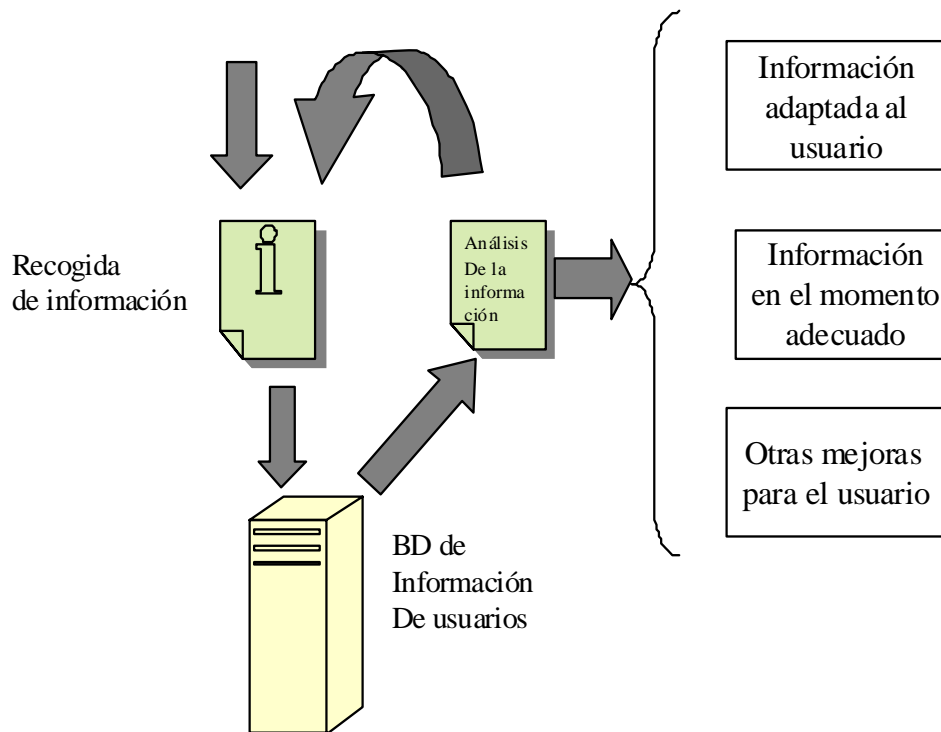 Recogida
de información
i
Análisis
De la
informa
ción
BD de
Información
De usuarios
Información
adaptada al
usuario
Información
en el momento
adecuado
Otras mejoras
para el usuario